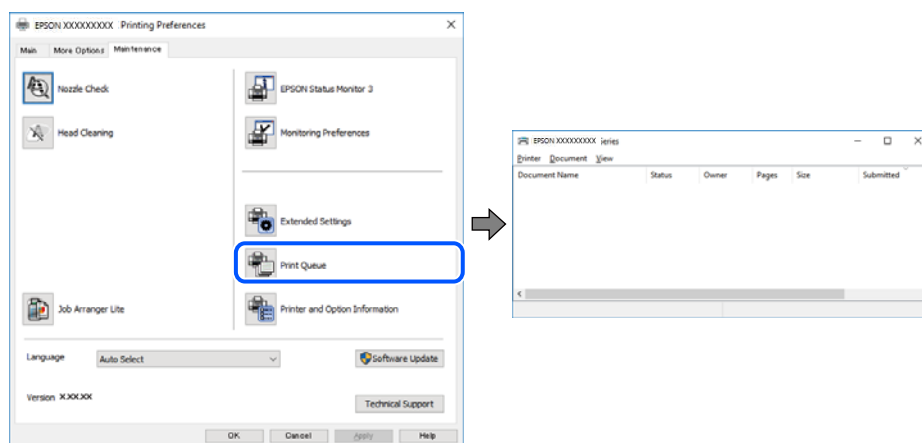 EPSON XXXXXXXXX Printing Preferences
Main More Options Maintenance
Nozzle Check
EPSON Status Monitor 3
Head Cleaning
Monitoring Preferences
Extended Settings
Print Queue
Job Arranger Lite
Printer and Option Information
Language Auto Select
Software Update
Version X.XX.XX
Technical Support
OK Cancel Apply Help
EPSON XXXXXXXXX ieries
Printer Document View
Document Name Status Owner Pages Size Submitted